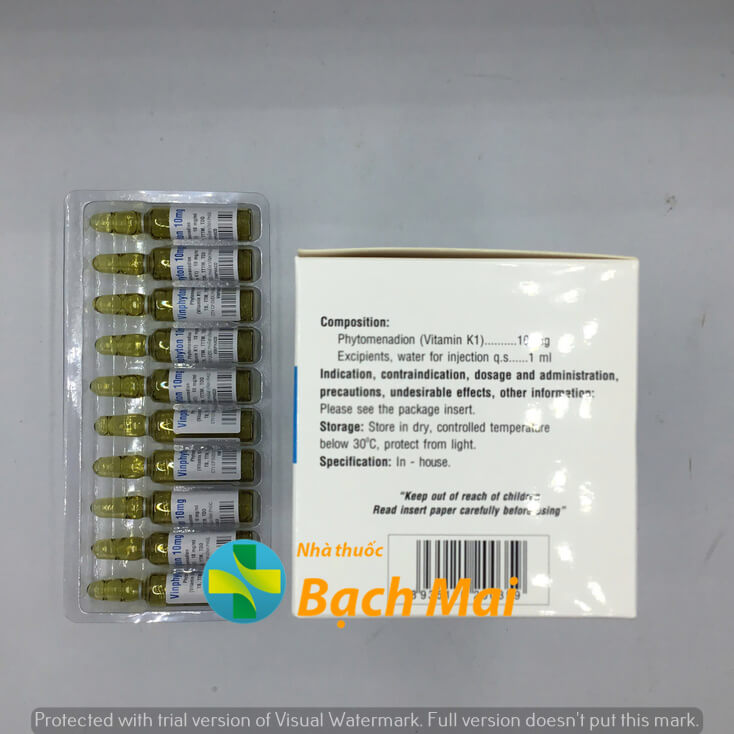 Vinphyton 10mg
Composition:
Phytomenadion (Vitamin K1)..........10 mg
Excipients, water for injection q.s......1 ml
Indication, contraindication, dosage and administration,
precautions, undesirable effects, other information:
Please see the package insert.
Storage: Store in dry, controlled temperature
below 30°C, protect from light.
Specification: In - house.
"Keep out of reach of children
Read insert paper carefully before using"
Nhà thuốc
Bạch Mai
Protected with trial version of Visual Watermark. Full version doesn't put this mark.